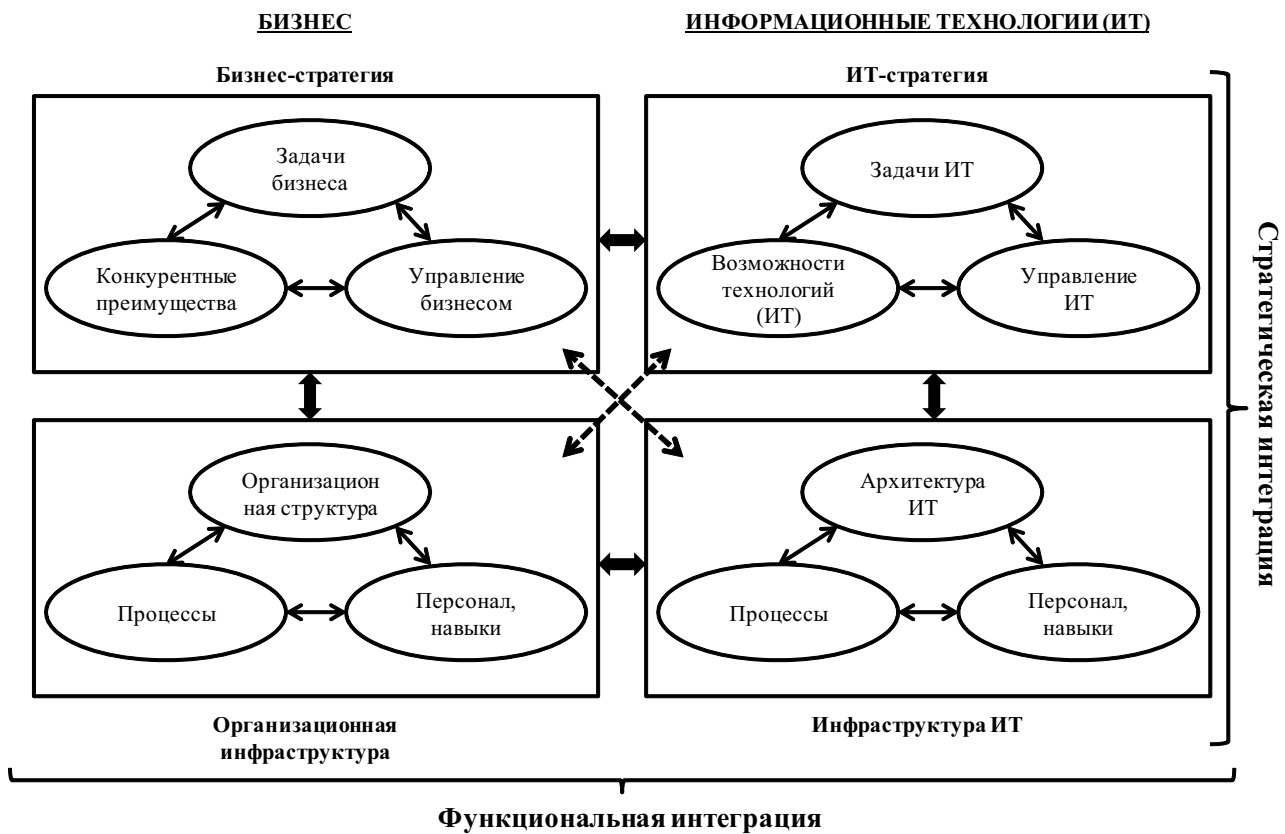 БИЗНЕС
ИНФОРМАЦИОННЫЕ ТЕХНОЛОГИИ (ИТ)
Бизнес-стратегия
ИТ-стратегия
Задачи
бизнеса
Конкурентные
преимущества
Управление
бизнесом
Задачи ИТ
Возможности
технологий
(ИТ)
Управление
ИТ
Организацион
ная структура
Процессы
Персонал,
навыки
Архитектура
ИТ
Процессы
Персонал,
навыки
Организационная
инфраструктура
Инфраструктура ИТ
Стратегическая интеграция
Функциональная интеграция